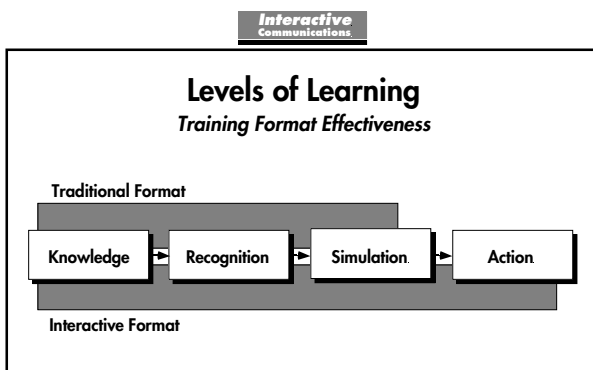 Interactive
Communications
Levels of Learning
Training Format Effectiveness
Traditional Format
Knowledge Recognition Simulation. Action.
Interactive Format